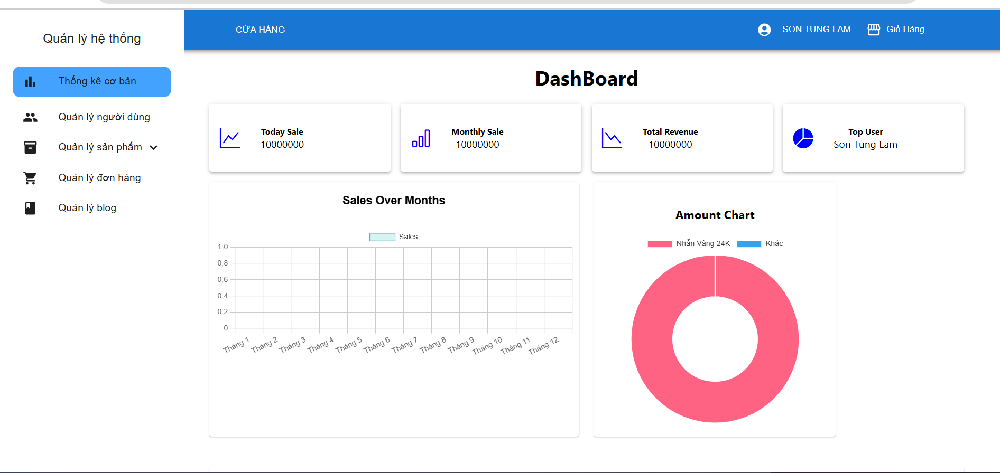 Quản lý hệ thống
Thống kê cơ bản
Quản lý người dùng
Quản lý sản phẩm
Quản lý đơn hàng
Quản lý blog
CỬA HÀNG
SON TUNG LAM
Giỏ Hàng
DashBoard
Today Sale
10000000
Monthly Sale
10000000
Total Revenue
10000000
Top User
Son Tung Lam
Sales Over Months
Sales
1,0
0,8
0,6
0,4
0,2
0
Tháng 1
Tháng 2
Tháng 3
Tháng 4
Tháng 5
Tháng 6
Tháng 7
Tháng 8
Tháng 9
Tháng 10
Tháng 11
Tháng 12
Amount Chart
Nhẫn Vàng 24K
Khác